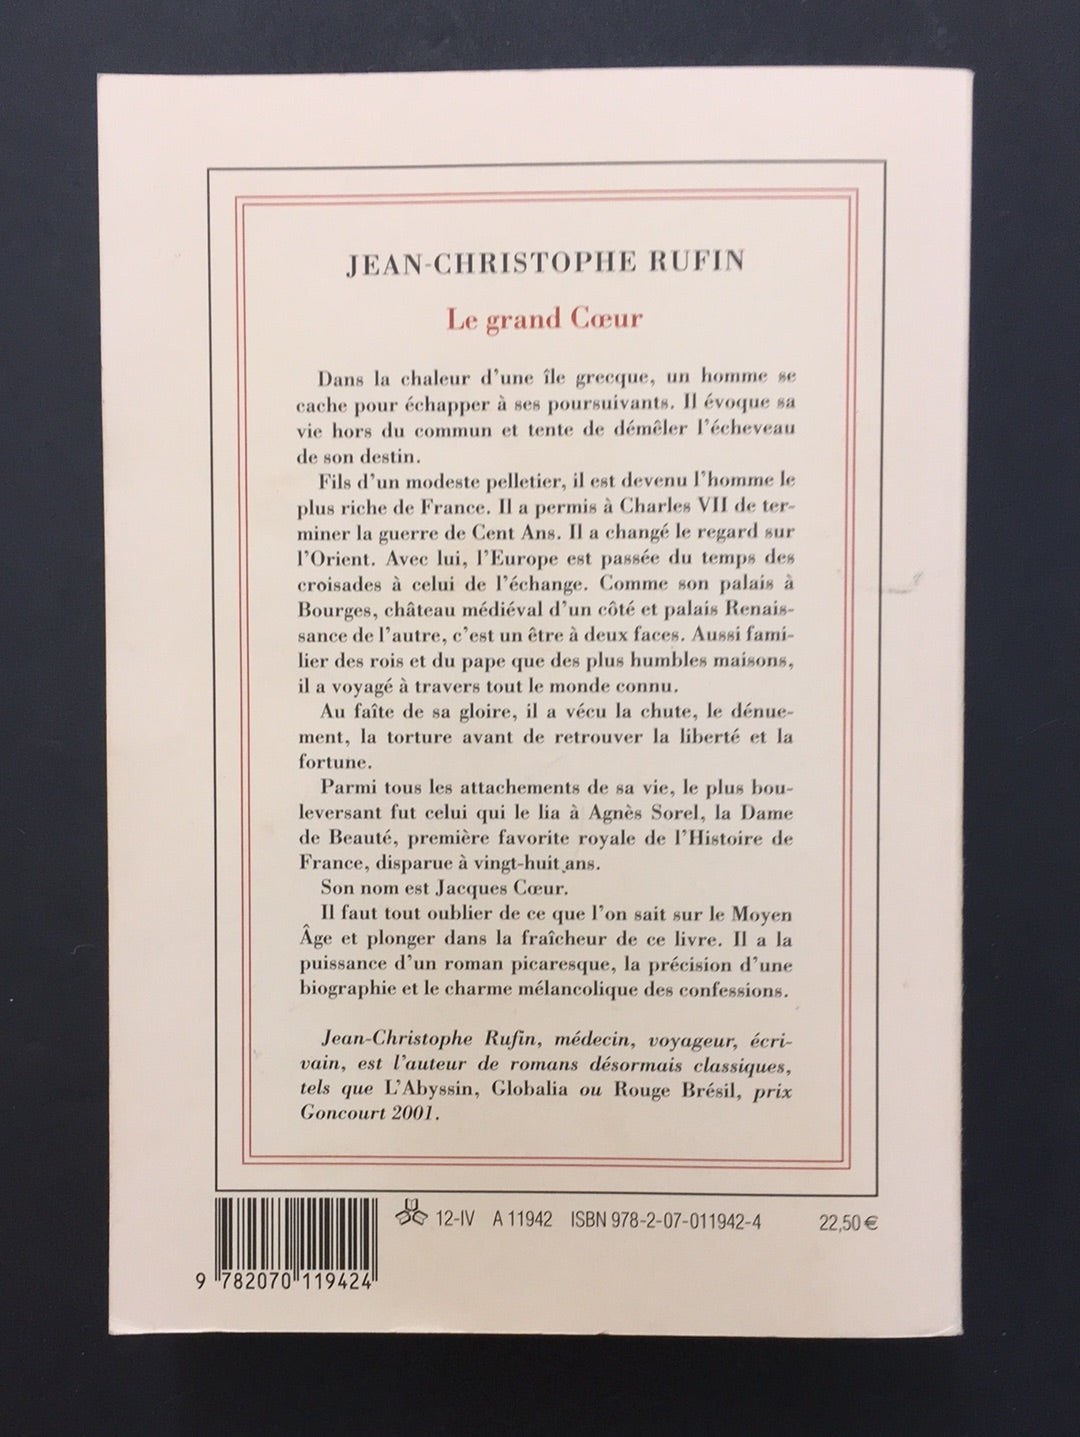 JEAN-CHRISTOPHE RUFIN
Le grand Cœur
Dans la chaleur d'une île grecque, un homme se
cache pour échapper à ses poursuivants. Il évoque sa
vie hors du commun et tente de démêler l'écheveau
de son destin.
Fils d'un modeste pelletier, il est devenu l'homme le
plus riche de France. Il a permis à Charles VII de ter-
miner la guerre de Cent Ans. Il a changé le regard sur
l'Orient. Avec lui, l'Europe est passée du temps des
croisades à celui de l'échange. Comme son palais à
Bourges, château médiéval d'un côté et palais Renais-
sance de l'autre, c'est un être à deux faces. Aussi fami-
lier des rois et du pape que des plus humbles maisons,
il a voyagé à travers tout le monde connu.
Au faîte de sa gloire, il a vécu la chute, le dénue-
ment, la torture avant de retrouver la liberté et la
fortune.
Parmi tous les attachements de sa vie, le plus bou-
leversant fut celui qui le lia à Agnès Sorel, la Dame
de Beauté, première favorite royale de l'Histoire de
France, disparue à vingt-huit ans.
Son nom est Jacques Cœur.
Il faut tout oublier de ce que l'on sait sur le Moyen
Âge et plonger dans la fraîcheur de ce livre. Il a la
puissance d'un roman picaresque, la précision d'une
biographie et le charme mélancolique des confessions.
Jean-Christophe Rufin, médecin, voyageur, écri-
vain, est l'auteur de romans désormais classiques,
tels que L'Abyssin, Globalia ou Rouge Brésil, prix
Goncourt 2001.
12-IV A 11942 ISBN 978-2-07-011942-4 22,50 €
9 782070 119424